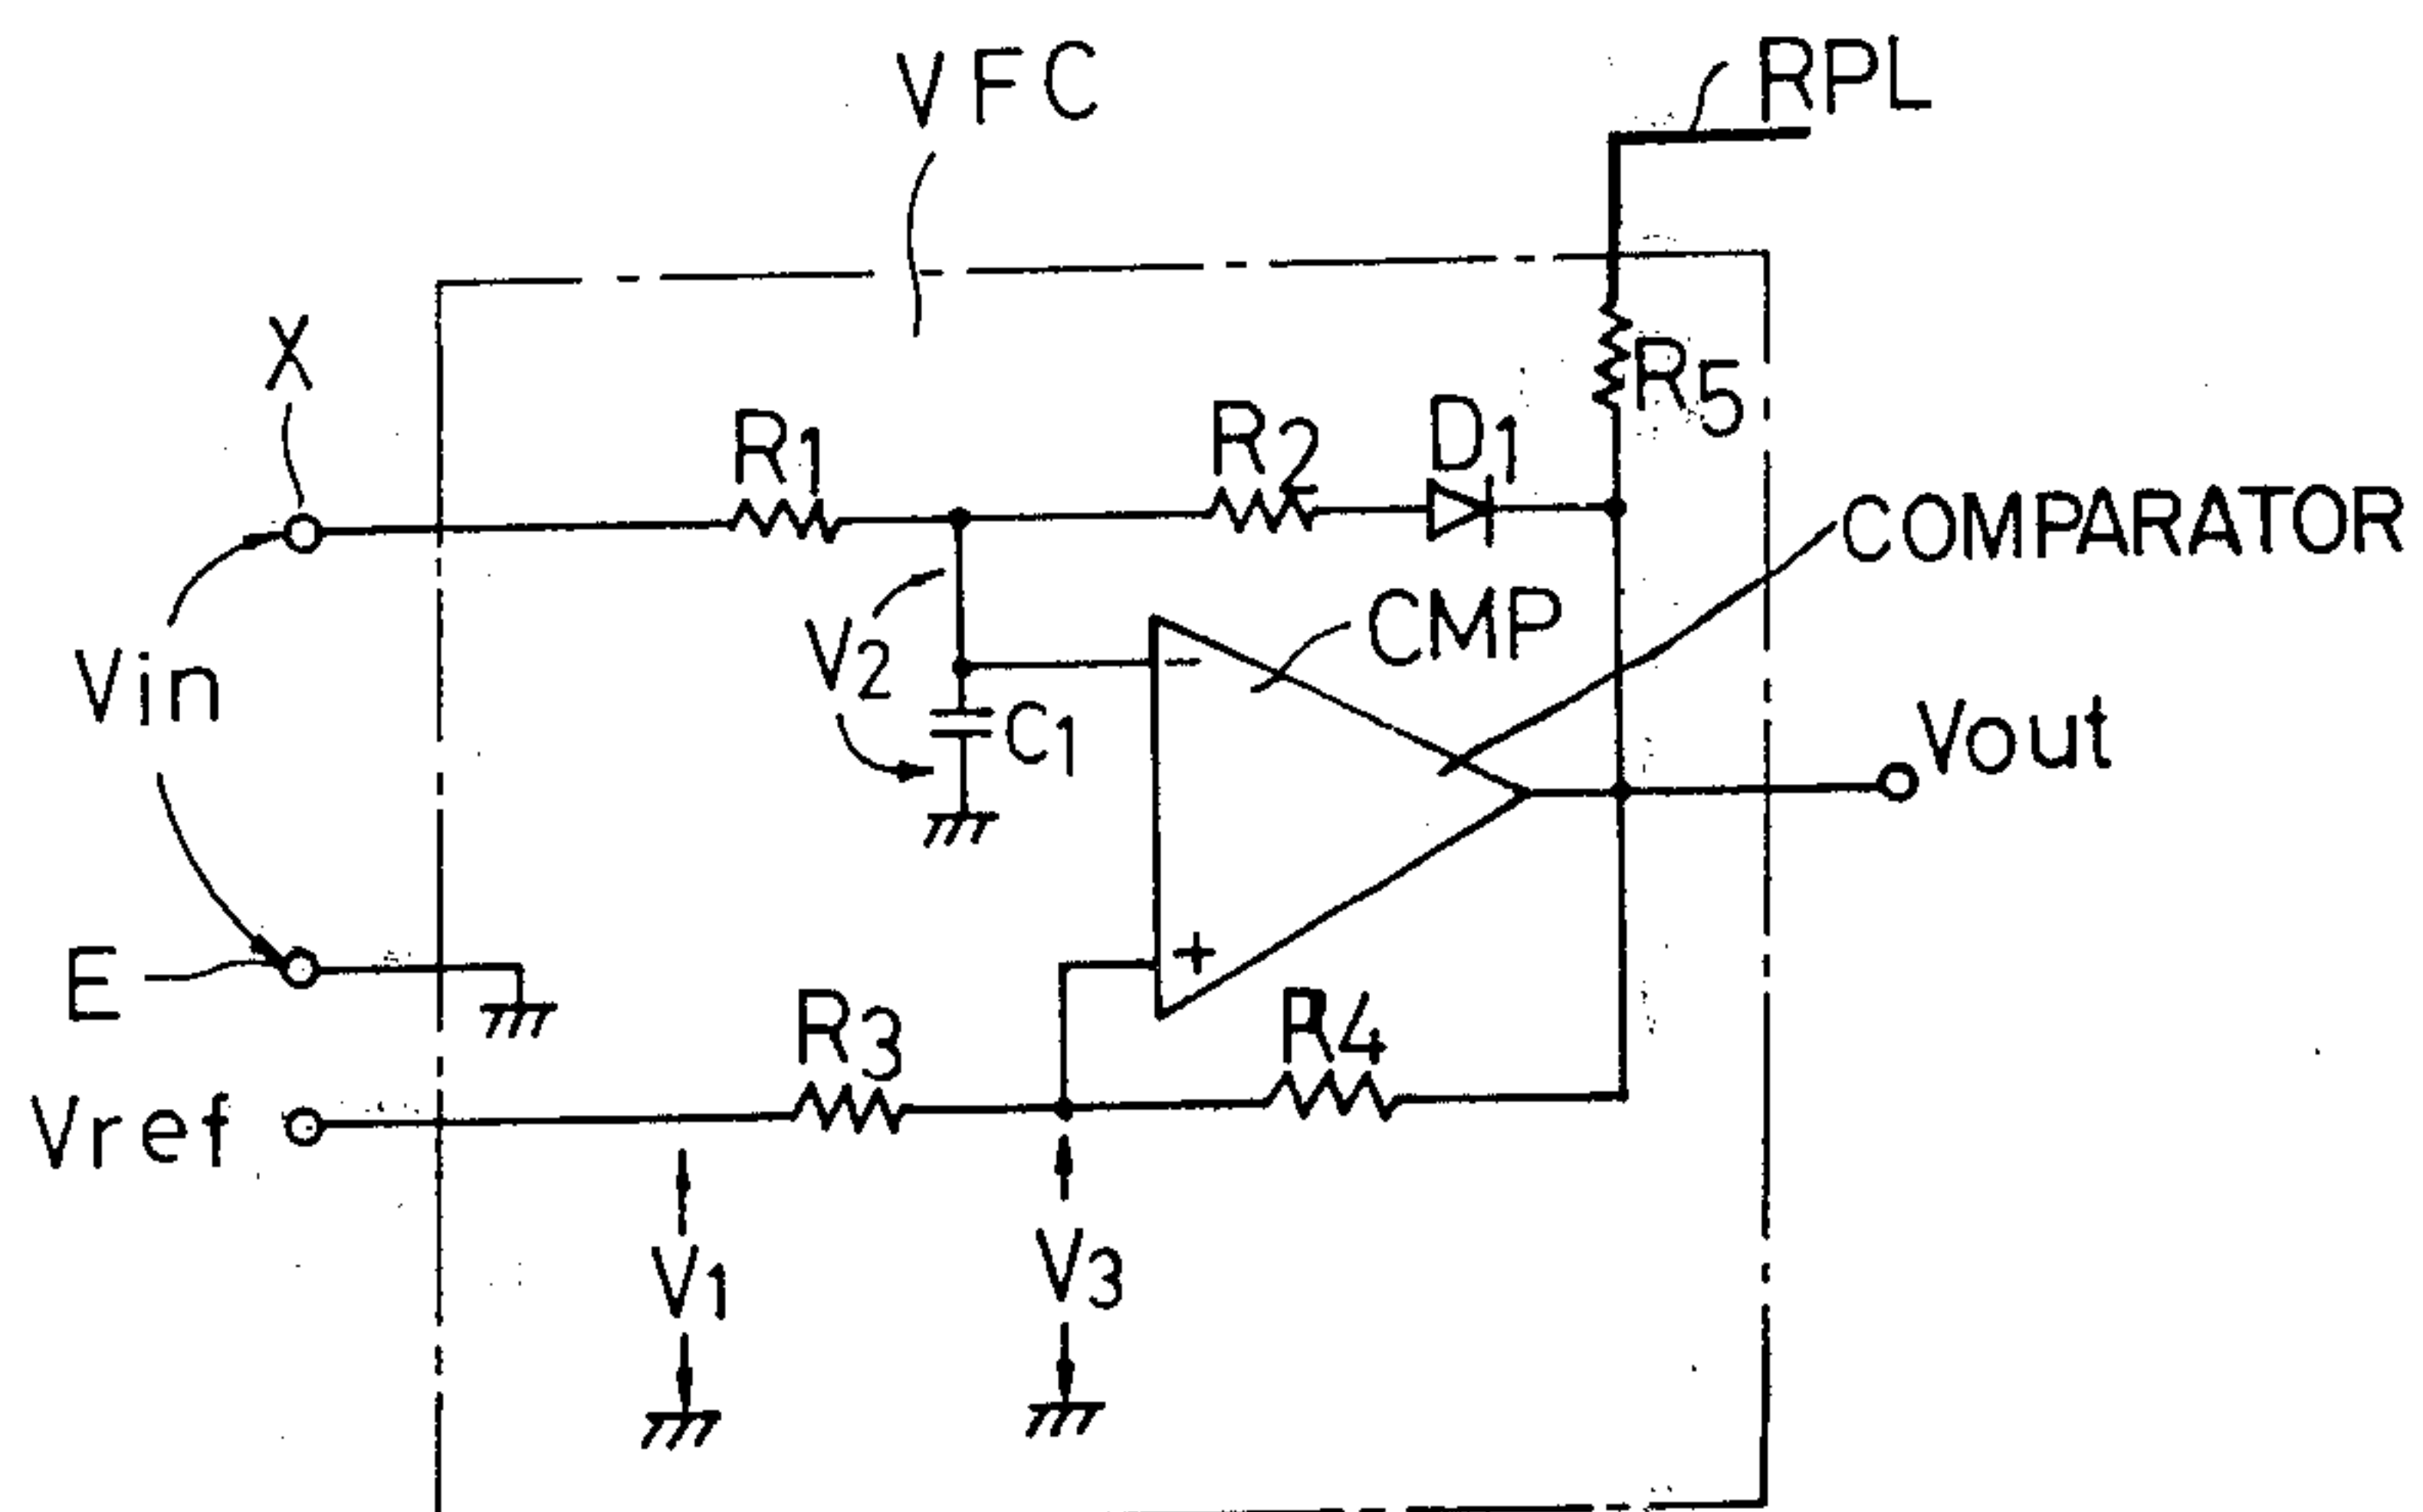 VFC
RPL
X
R1
R2
D1
R5
COMPARATOR
CMP
V2
Vin
C1
Vout
E
+
R3
R4
Vref
V1
V3